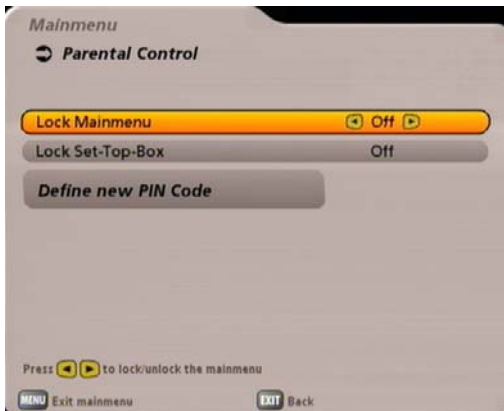 Mainmenu
Parental Control
Lock Mainmenu Off
Lock Set-Top-Box Off
Define new PIN Code
Press to lock/unlock the mainmenu
MENU Exit mainmenu EXIT Back